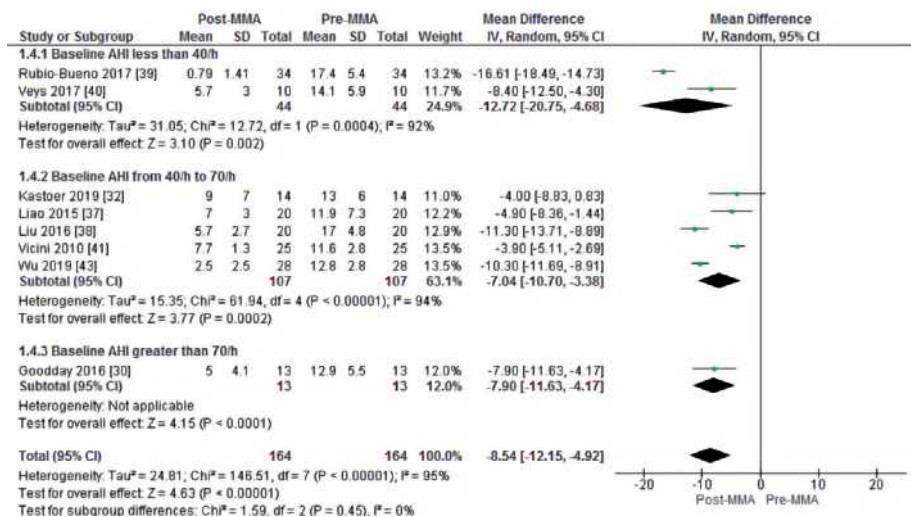 Post-MMA Pre-MMA Mean Difference Mean Difference
Study or Subgroup Mean SD Total Mean SD Total Weight IV, Random, 95% CI IV, Random, 95% CI
1.4.1 Baseline AHI less than 40/h
Rubio-Bueno 2017 [39] 0.79 1.41 34 17.4 5.4 34 13.2% -16.61 [-18.49, -14.73]
Veys 2017 [40] 5.7 3 10 14.1 5.9 10 11.7% -8.40 [-12.50, -4.30]
Subtotal (95% CI) 44 44 24.9% -12.72 [-20.75, -4.68]
Heterogeneity: Tau² = 31.05; Chi² = 12.72, df = 1 (P = 0.0004); I² = 92%
Test for overall effect: Z = 3.10 (P = 0.002)
1.4.2 Baseline AHI from 40/h to 70/h
Kastoer 2019 [32] 9 7 14 13 6 14 11.0% -4.00 [-8.83, 0.83]
Liao 2015 [37] 7 3 20 11.9 7.3 20 12.2% -4.90 [-8.36, -1.44]
Liu 2016 [38] 5.7 2.7 20 17 4.8 20 12.9% -11.30 [-13.71, -8.89]
Vicini 2010 [41] 7.7 1.3 25 11.6 2.8 25 13.5% -3.90 [-5.11, -2.69]
Wu 2019 [43] 2.5 2.5 28 12.8 2.8 28 13.5% -10.30 [-11.69, -8.91]
Subtotal (95% CI) 107 107 63.1% -7.04 [-10.70, -3.38]
Heterogeneity: Tau² = 15.35; Chi² = 61.94, df = 4 (P < 0.00001); I² = 94%
Test for overall effect: Z = 3.77 (P = 0.0002)
1.4.3 Baseline AHI greater than 70/h
Goodday 2016 [30] 5 4.1 13 12.9 5.5 13 12.0% -7.90 [-11.63, -4.17]
Subtotal (95% CI) 13 13 12.0% -7.90 [-11.63, -4.17]
Heterogeneity: Not applicable
Test for overall effect: Z = 4.15 (P < 0.0001)
Total (95% CI) 164 164 100.0% -8.54 [-12.15, -4.92]
Heterogeneity: Tau² = 24.81; Chi² = 146.51, df = 7 (P < 0.00001); I² = 95%
Test for overall effect: Z = 4.63 (P < 0.00001)
Test for subgroup differences: Chi² = 1.59, df = 2 (P = 0.45), I² = 0%
-20 -10 0 10 20
Post-MMA Pre-MMA